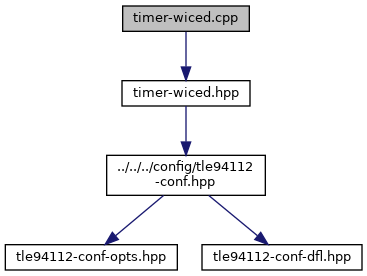 timer-wiced.cpp
timer-wiced.hpp
../../../config/tle94112
-conf.hpp
tle94112-conf-opts.hpp
tle94112-conf-dfl.hpp